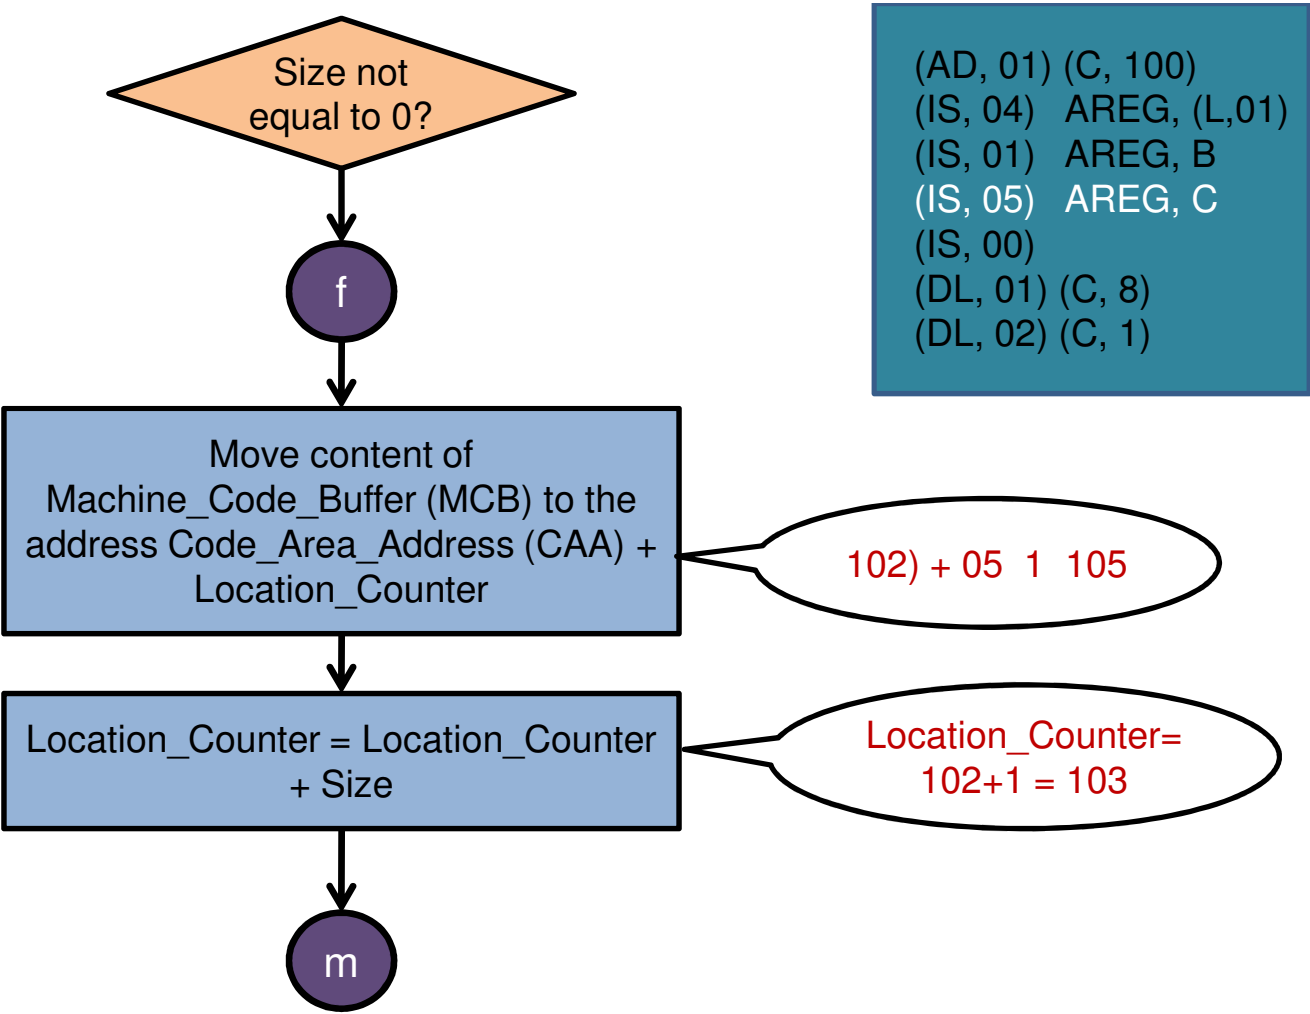 Size not
equal to 0?
f
Move content of
Machine_Code_Buffer (MCB) to the
address Code_Area_Address (CAA) +
Location_Counter
Location_Counter = Location_Counter
+ Size
m
(AD, 01) (C, 100)
(IS, 04) AREG, (L,01)
(IS, 01) AREG, B
(IS, 05) AREG, C
(IS, 00)
(DL, 01) (C, 8)
(DL, 02) (C, 1)
102) + 05 1 105
Location_Counter=
102+1 = 103